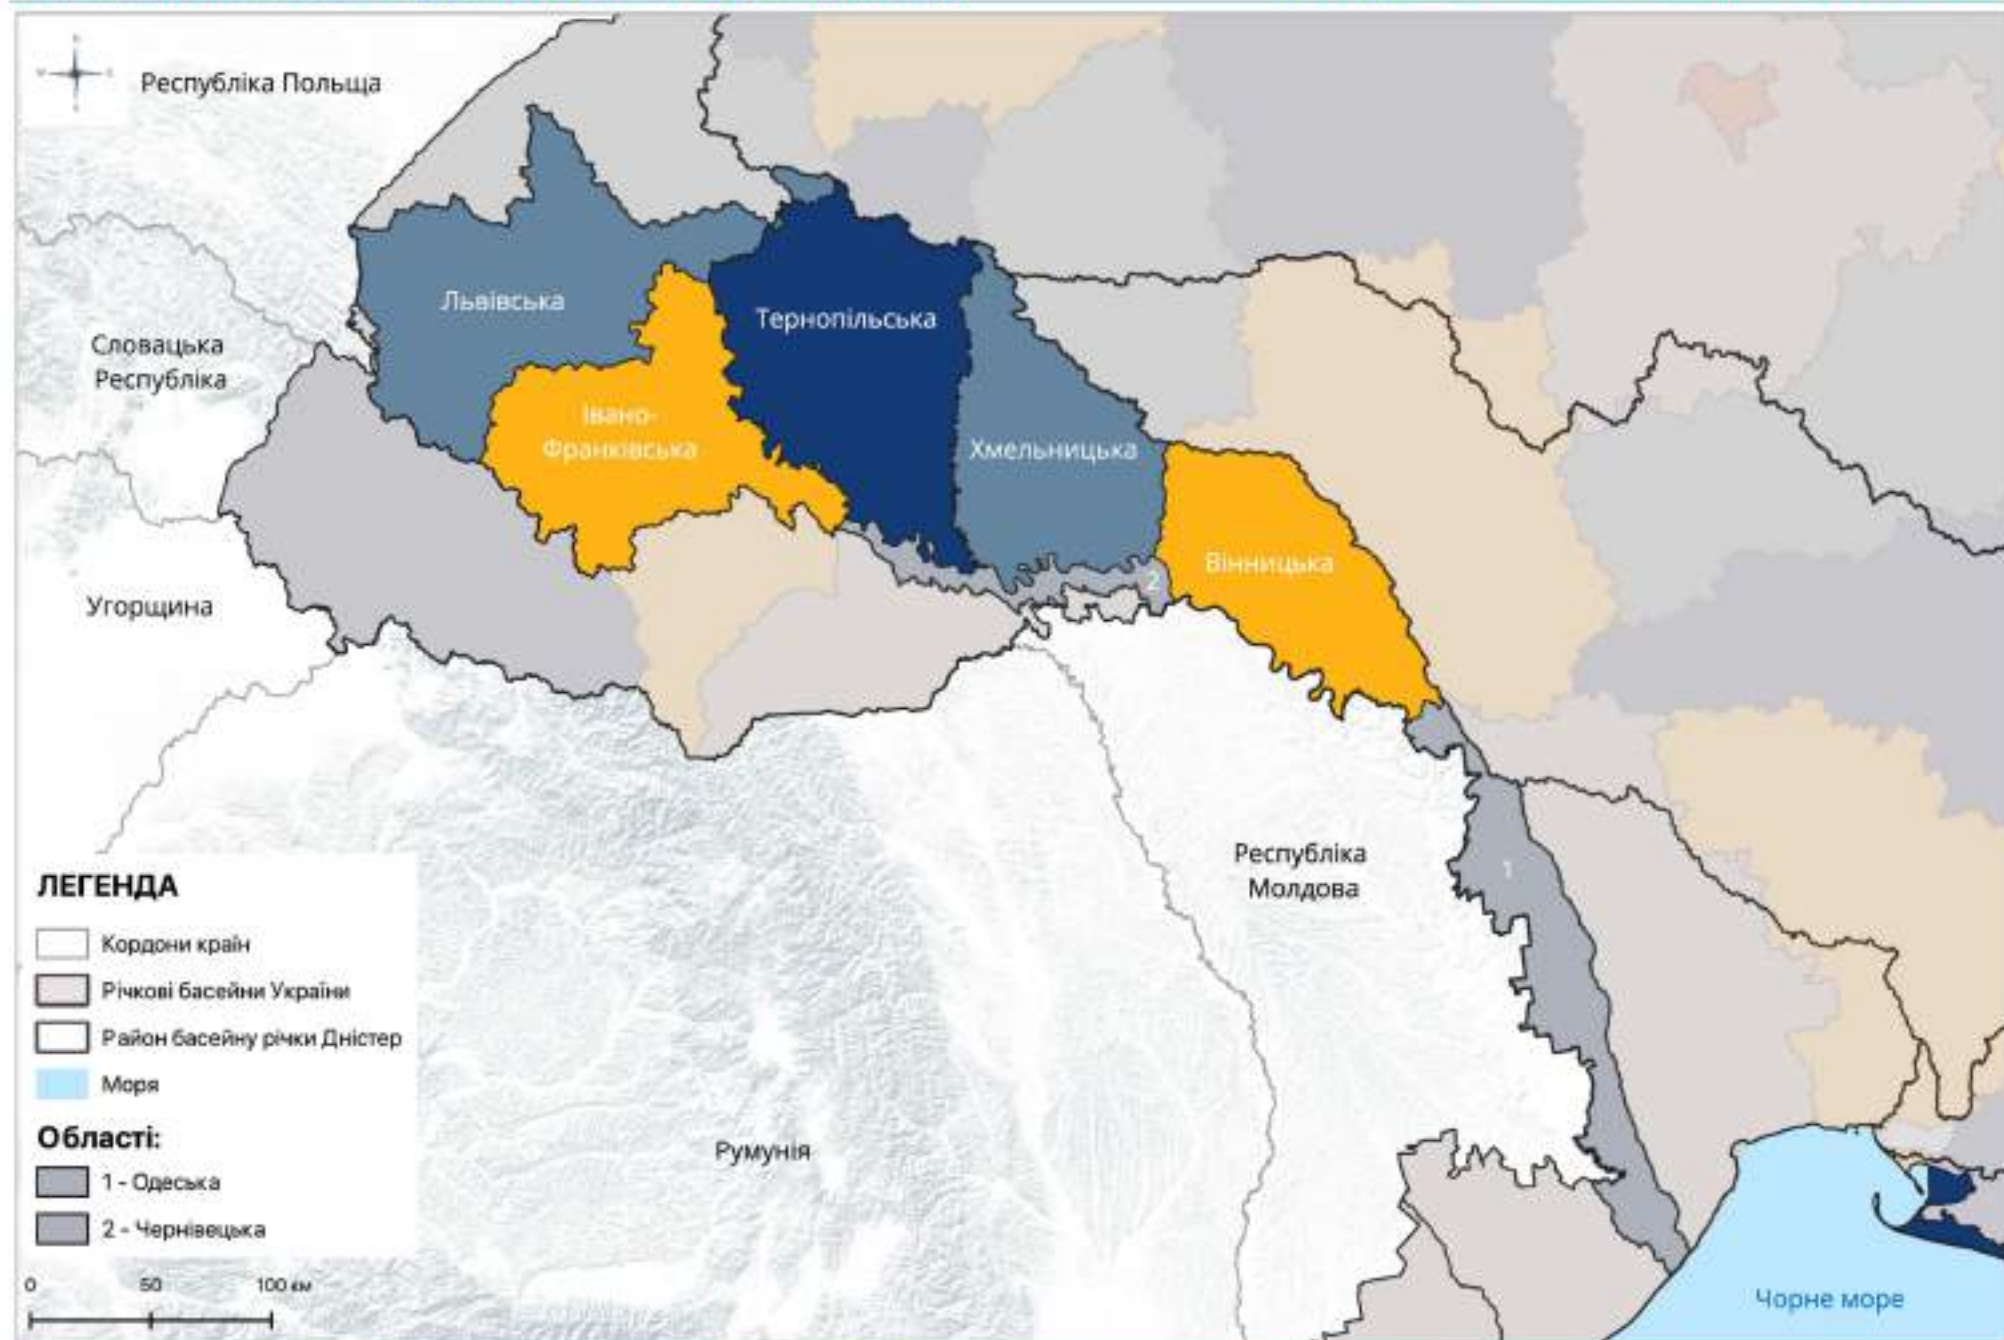 Республіка Польща
Словацька
Республіка
Угорщина
Львівська
Тернопільська
Івано-
Франківська
Хмельницька
2
Вінницька
Республіка
Молдова
1
Румунія
Чорне море
ЛЕГЕНДА
Кордони країн
Річкові басейни України
Район басейну річки Дністер
Моря
Області:
1 - Одеська
2 - Чернівецька
0 50 100 км